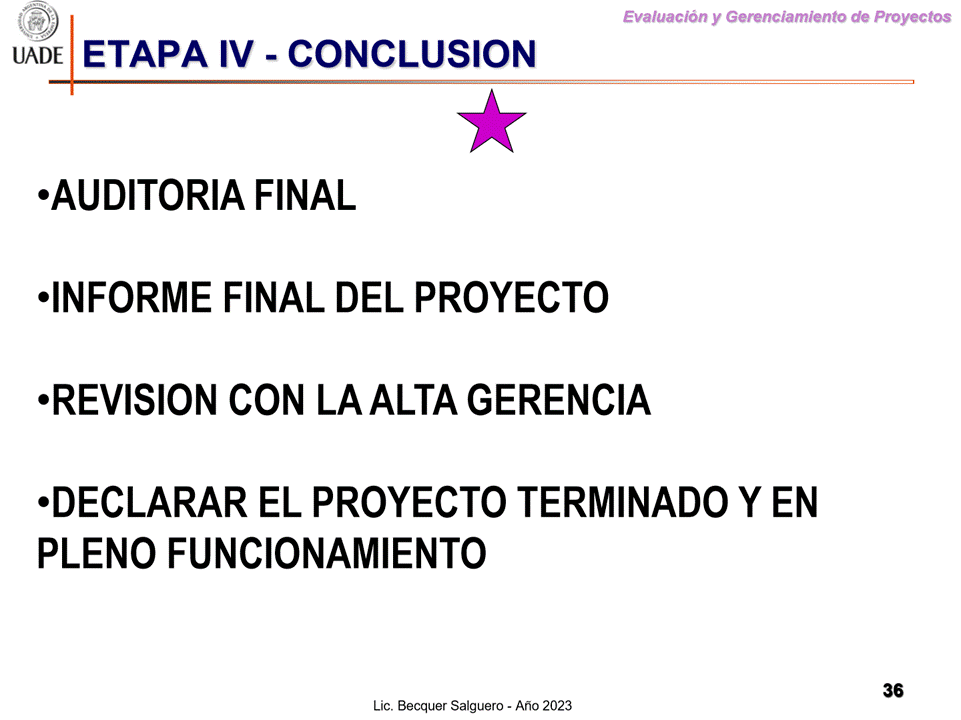 Evaluación y Gerenciamiento de Proyectos
UADE
ETAPA IV - CONCLUSION
•AUDITORIA FINAL
•INFORME FINAL DEL PROYECTO
•REVISION CON LA ALTA GERENCIA
•DECLARAR EL PROYECTO TERMINADO Y EN
PLENO FUNCIONAMIENTO
36
Lic. Becquer Salguero - Año 2023